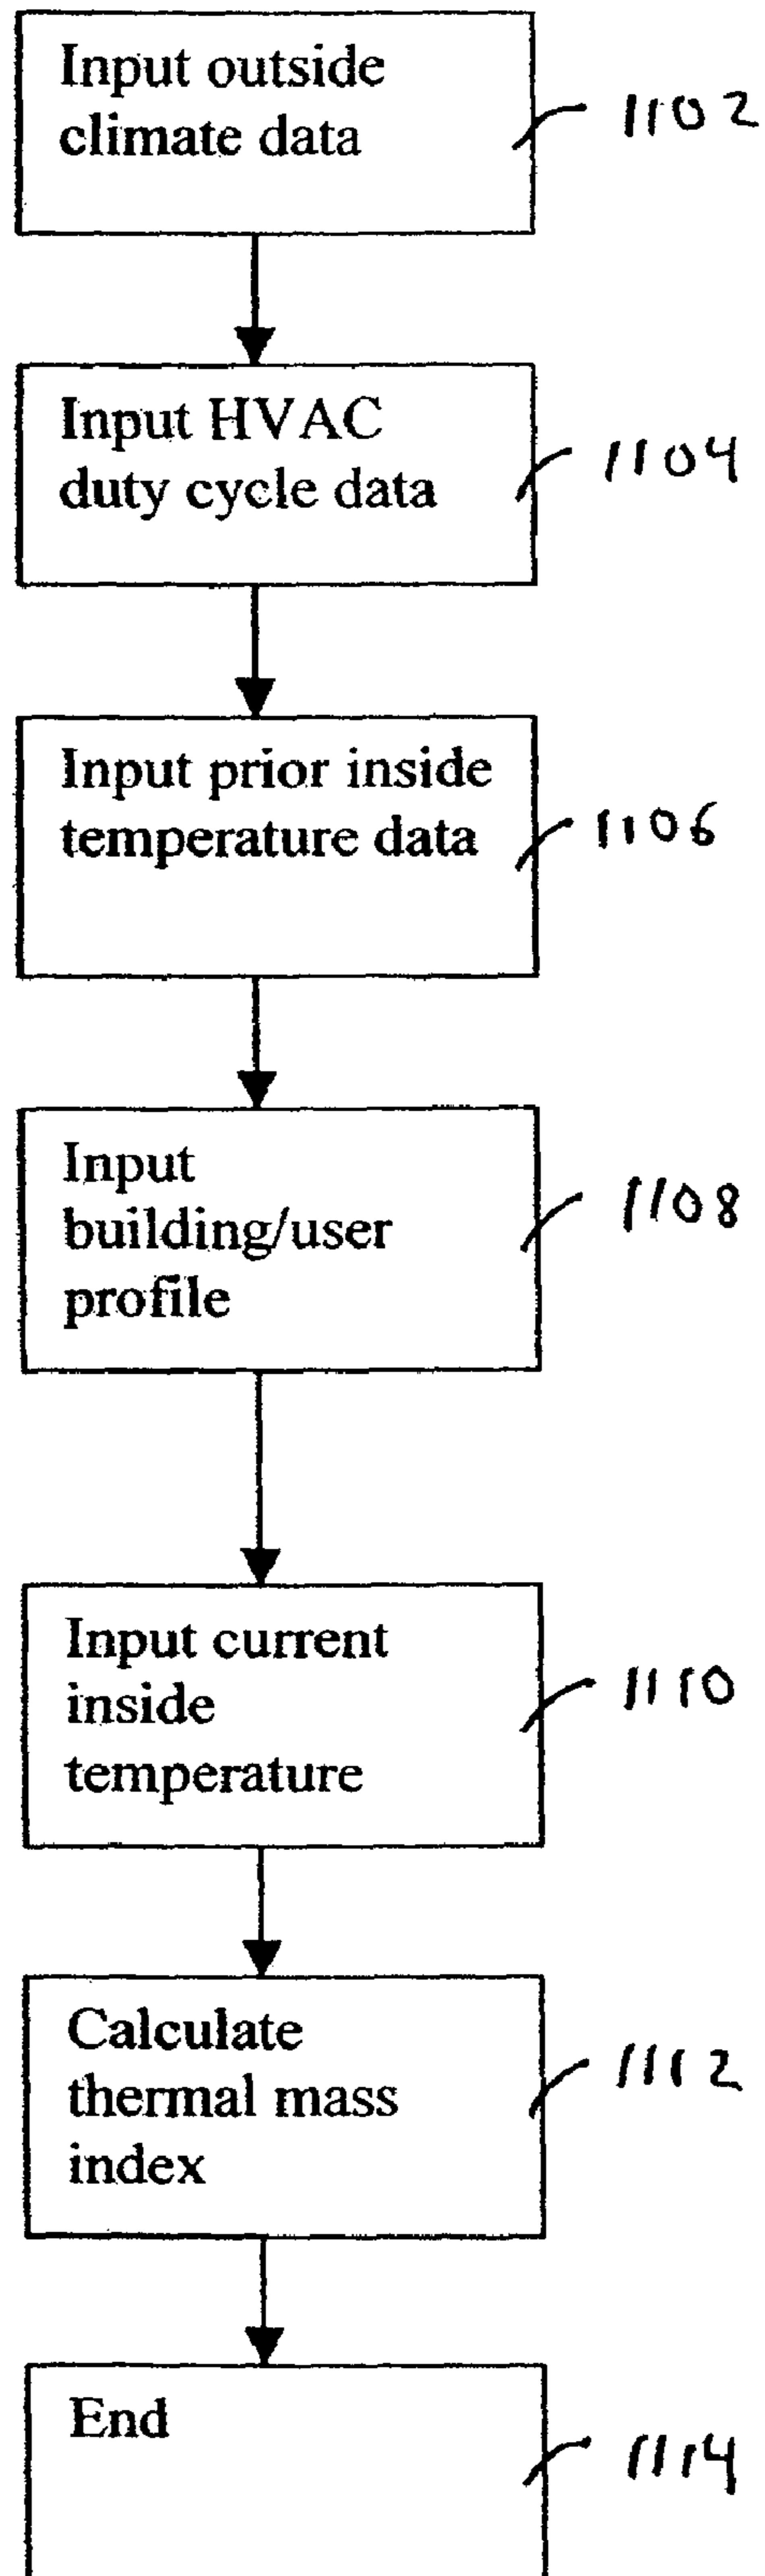 Input outside
climate data
1102
Input HVAC
duty cycle data
1104
Input prior inside
temperature data
1106
Input
building/user
profile
1108
Input current
inside
temperature
1110
Calculate
thermal mass
index
1112
End
1114